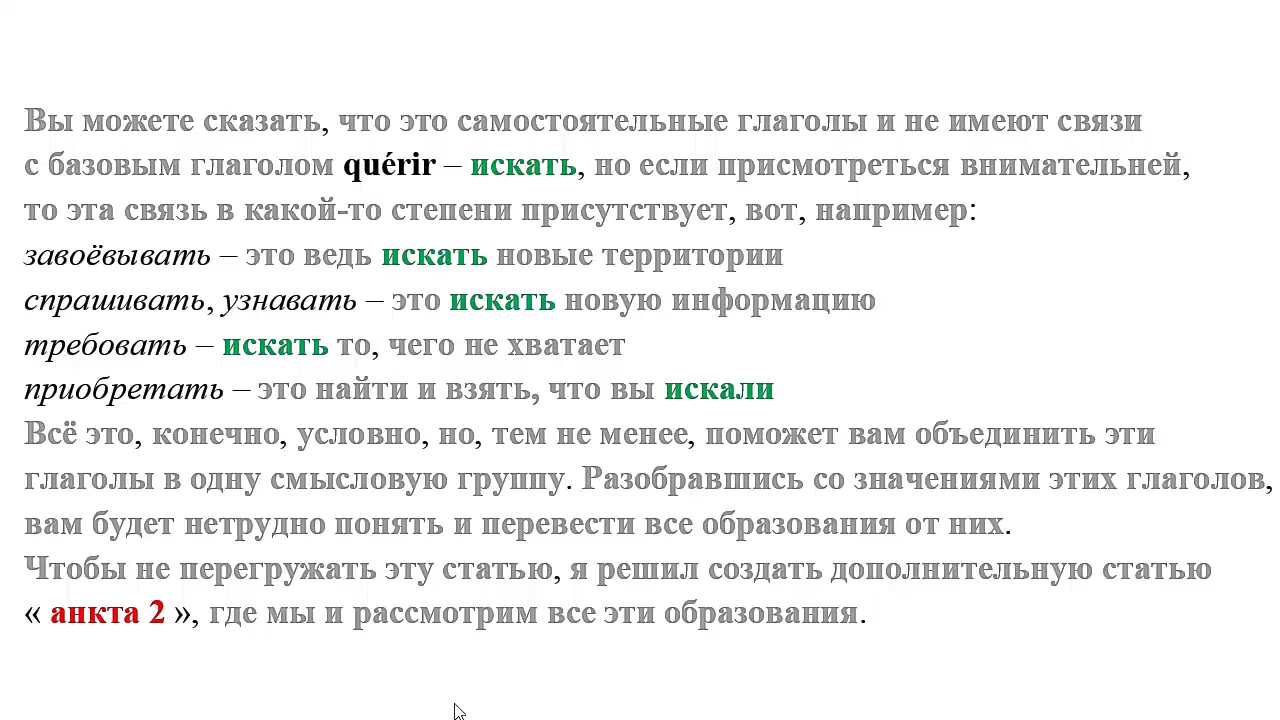 Вы можете сказать, что это самостоятельные глаголы и не имеют связи
с базовым глаголом quérir – искать, но если присмотреться внимательней,
то эта связь в какой-то степени присутствует, вот, например:
завоёвывать – это ведь искать новые территории
спрашивать, узнавать – это искать новую информацию
требовать – искать то, чего не хватает
приобретать – это найти и взять, что вы искали
Всё это, конечно, условно, но, тем не менее, поможет вам объединить эти
глаголы в одну смысловую группу. Разобравшись со значениями этих глаголов,
вам будет нетрудно понять и перевести все образования от них.
Чтобы не перегружать эту статью, я решил создать дополнительную статью
« анкта 2 », где мы и рассмотрим все эти образования.